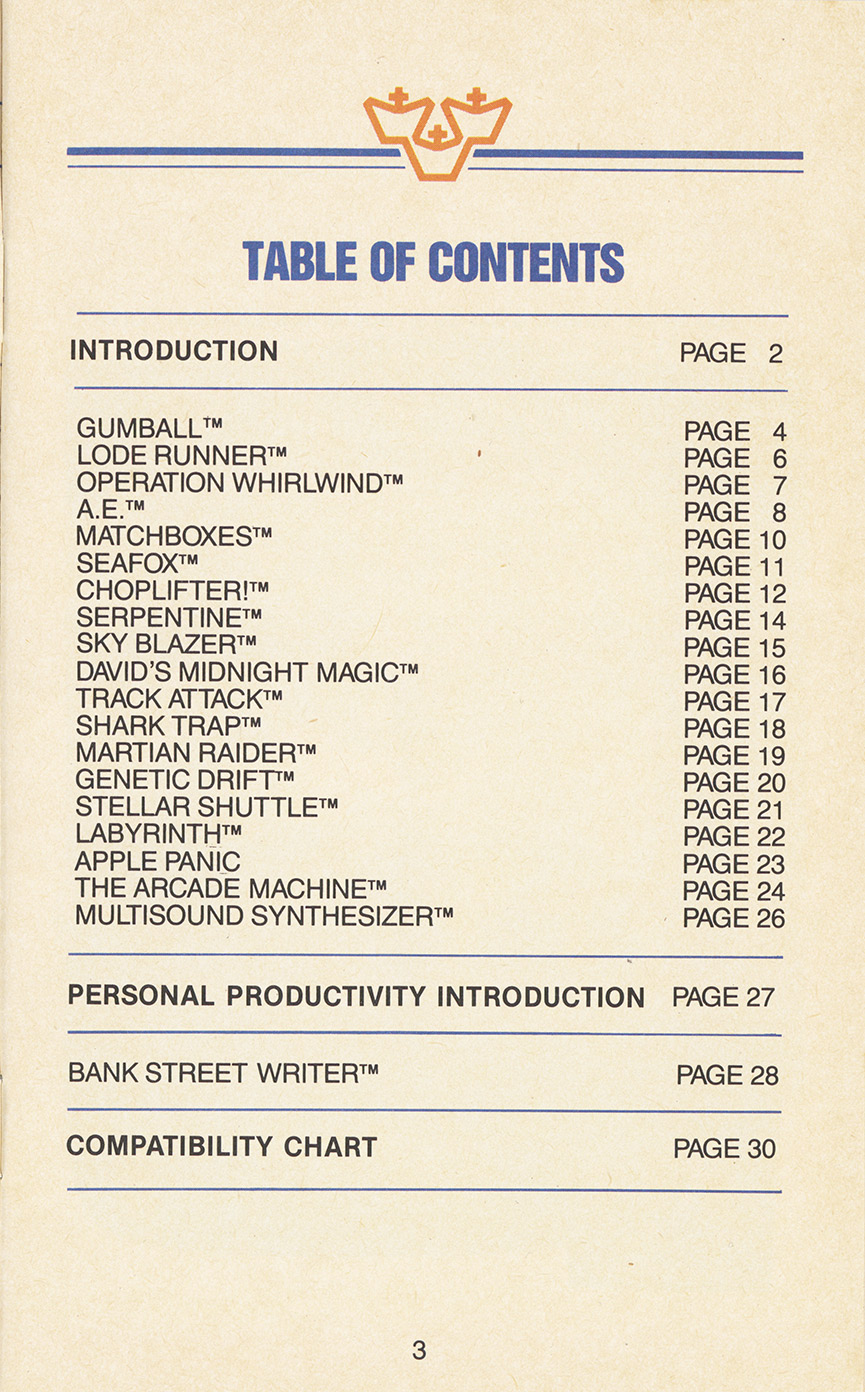 TABLE OF CONTENTS
INTRODUCTION PAGE 2
GUMBALL™ PAGE 4
LODE RUNNER™ PAGE 6
OPERATION WHIRLWIND™ PAGE 7
A.E.™ PAGE 8
MATCHBOXES™ PAGE 10
SEAFOX™ PAGE 11
CHOPLIFTER!™ PAGE 12
SERPENTINE™ PAGE 14
SKY BLAZER™ PAGE 15
DAVID'S MIDNIGHT MAGIC™ PAGE 16
TRACK ATTACK™ PAGE 17
SHARK TRAP™ PAGE 18
MARTIAN RAIDER™ PAGE 19
GENETIC DRIFT™ PAGE 20
STELLAR SHUTTLE™ PAGE 21
LABYRINTH™ PAGE 22
APPLE PANIC PAGE 23
THE ARCADE MACHINE™ PAGE 24
MULTISOUND SYNTHESIZER™ PAGE 26
PERSONAL PRODUCTIVITY INTRODUCTION PAGE 27
BANK STREET WRITER™ PAGE 28
COMPATIBILITY CHART PAGE 30
3